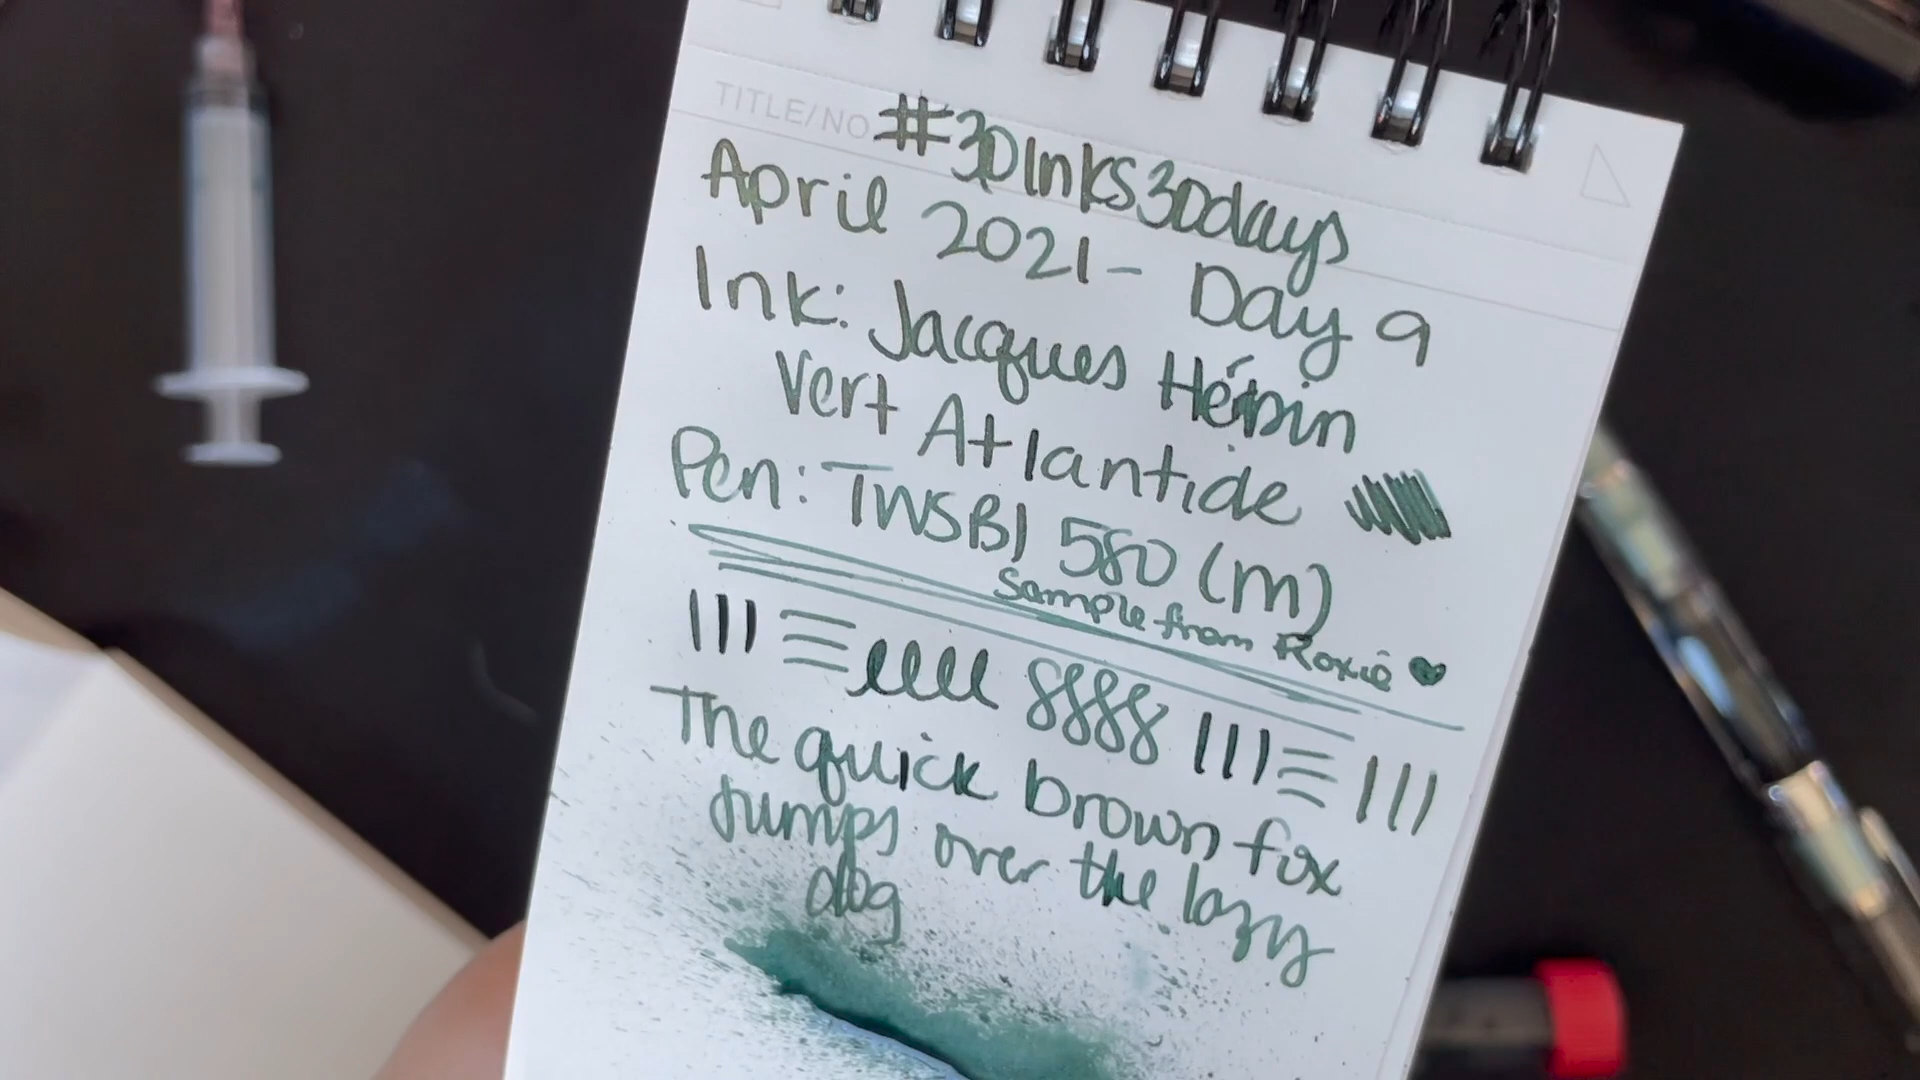 TITLE/NO
#30Inks30days
April 2021- Day 9
Ink: Jacques Hérbin
Vert Atlantide
Pen: TWSBI 580 (M)
Sample from Roxie ♥
The quick brown fox
jumps over the lazy
dog